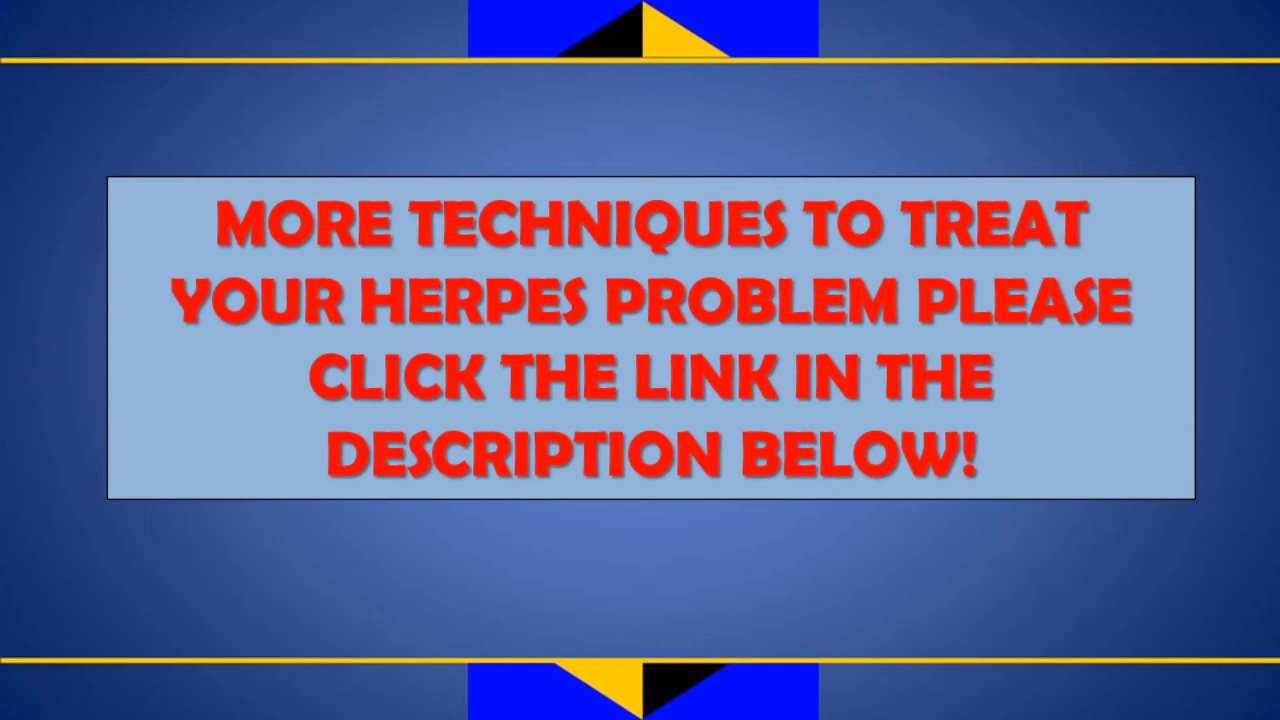 MORE TECHNIQUES TO TREAT
YOUR HERPES PROBLEM PLEASE
CLICK THE LINK IN THE
DESCRIPTION BELOW!